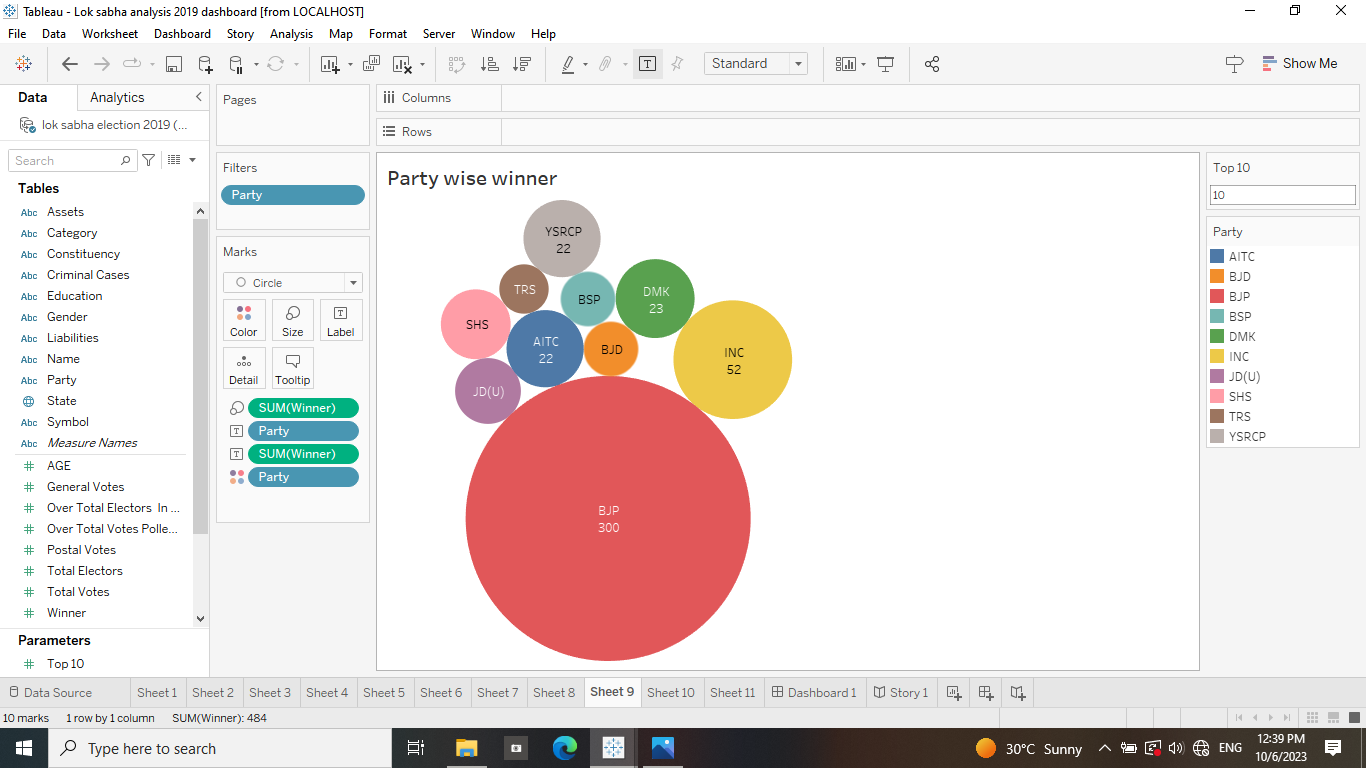 Tableau - Lok sabha analysis 2019 dashboard [from LOCALHOST]
File Data Worksheet Dashboard Story Analysis Map Format Server Window Help
Standard Show Me
Data Analytics
lok sabha election 2019 (...
Search
Tables
Abc Assets
Abc Category
Abc Constituency
Abc Criminal Cases
Abc Education
Abc Gender
Abc Liabilities
Abc Name
Abc Party
State
Abc Symbol
Abc Measure Names
AGE
General Votes
Over Total Electors In ...
Over Total Votes Polle...
Postal Votes
Total Electors
Total Votes
Winner
Parameters
Top 10
Pages
Filters
Party
Marks
Circle
Color Size Label
Detail Tooltip
SUM(Winner)
Party
SUM(Winner)
Party
Columns
Rows
Party wise winner
YSRCP
22
TRS
BSP
DMK
23
SHS
AITC
22
BJD
INC
52
JD(U)
BJP
300
Top 10
10
Party
AITC
BJD
BJP
BSP
DMK
INC
JD(U)
SHS
TRS
YSRCP
Data Source Sheet 1 Sheet 2 Sheet 3 Sheet 4 Sheet 5 Sheet 6 Sheet 7 Sheet 8 Sheet 9 Sheet 10 Sheet 11 Dashboard 1 Story 1
10 marks 1 row by 1 column SUM(Winner): 484
Type here to search
30°C Sunny
ENG
12:39 PM
10/6/2023